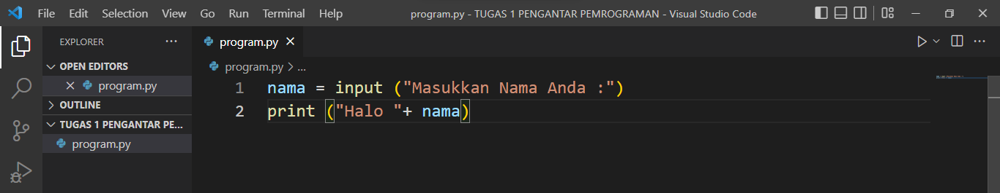 File Edit Selection View Go Run Terminal Help program.py - TUGAS 1 PENGANTAR PEMROGRAMAN - Visual Studio Code
EXPLORER ...
OPEN EDITORS
program.py
OUTLINE
TUGAS 1 PENGANTAR PE...
program.py
program.py
program.py > ...
1 nama = input ("Masukkan Nama Anda :")
2 print ("Halo "+ nama)